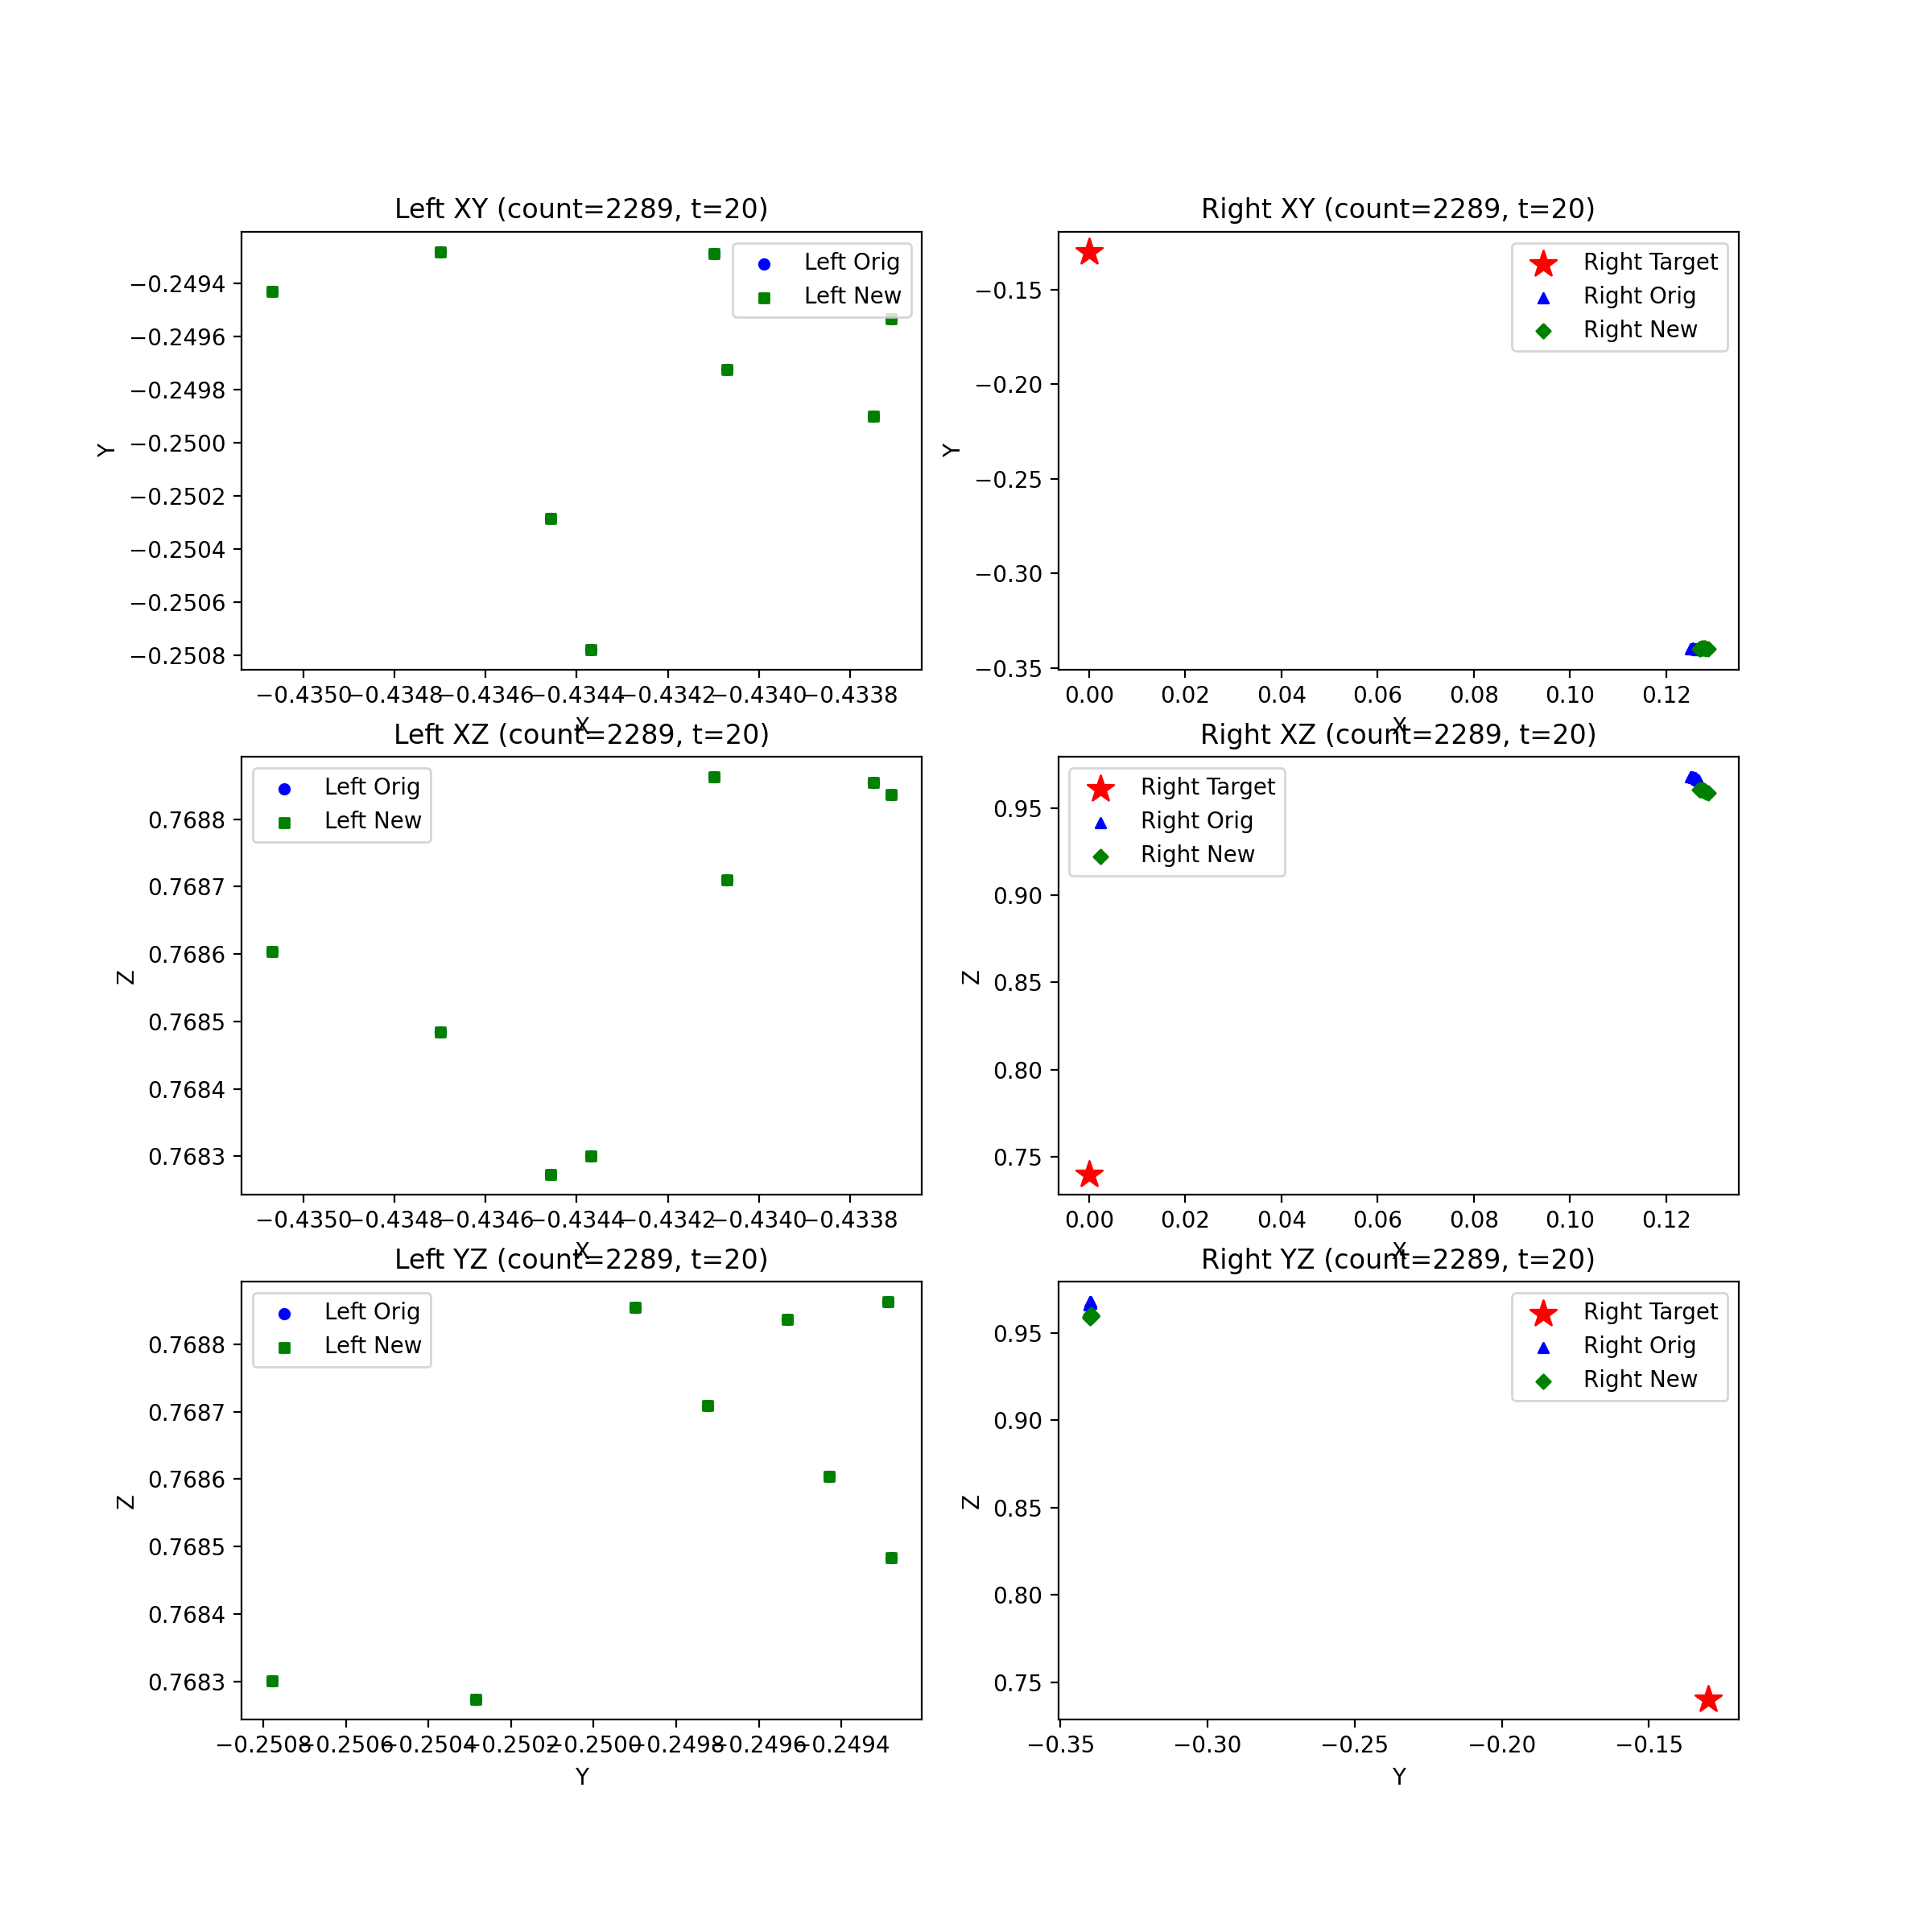 Left XY (count=2289, t=20)
Left Orig
Left New
−0.2494
−0.2496
−0.2498
−0.2500
−0.2502
−0.2504
−0.2506
−0.2508
Y
−0.4350 −0.4348 −0.4346 −0.4344 −0.4342 −0.4340 −0.4338
X
Right XY (count=2289, t=20)
Right Target
Right Orig
Right New
−0.15
−0.20
−0.25
−0.30
−0.35
Y
0.00 0.02 0.04 0.06 0.08 0.10 0.12
X
Left XZ (count=2289, t=20)
Left Orig
Left New
0.7688
0.7687
0.7686
0.7685
0.7684
0.7683
Z
−0.4350 −0.4348 −0.4346 −0.4344 −0.4342 −0.4340 −0.4338
X
Right XZ (count=2289, t=20)
Right Target
Right Orig
Right New
0.95
0.90
0.85
0.80
0.75
Z
0.00 0.02 0.04 0.06 0.08 0.10 0.12
X
Left YZ (count=2289, t=20)
Left Orig
Left New
0.7688
0.7687
0.7686
0.7685
0.7684
0.7683
Z
−0.2508 −0.2506 −0.2504 −0.2502 −0.2500 −0.2498 −0.2496 −0.2494
Y
Right YZ (count=2289, t=20)
Right Target
Right Orig
Right New
0.95
0.90
0.85
0.80
0.75
Z
−0.35 −0.30 −0.25 −0.20 −0.15
Y